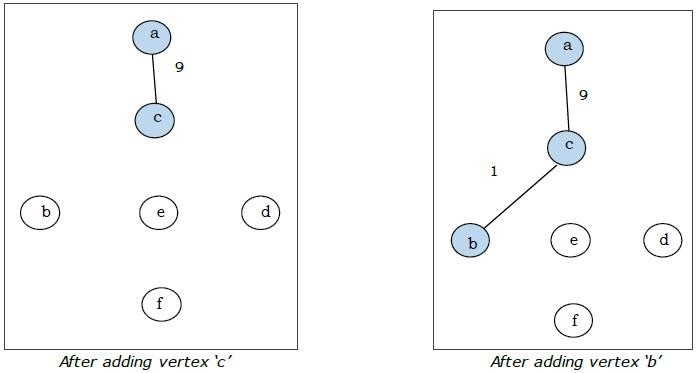 a
9
c
b
e
d
f
After adding vertex ‘c’
a
9
c
1
b
e
d
f
After adding vertex ‘b’